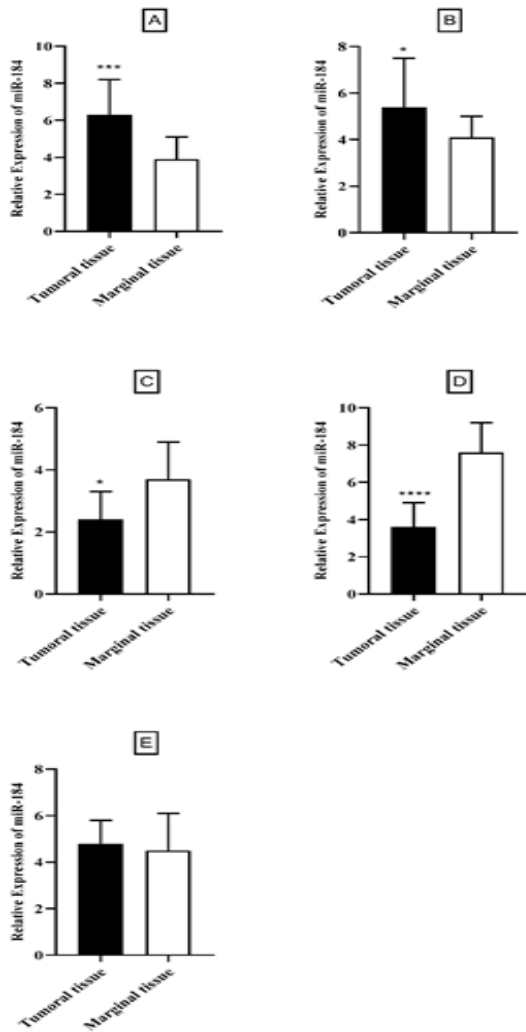 A
Relative Expression of miR-184
10
8
6
4
2
0
***
Tumoral tissue
Marginal tissue
B
Relative Expression of miR-184
8
6
4
2
0
*
Tumoral tissue
Marginal tissue
C
Relative Expression of miR-184
6
4
2
0
*
Tumoral tissue
Marginal tissue
D
Relative Expression of miR-184
10
8
6
4
2
0
****
Tumoral tissue
Marginal tissue
E
Relative Expression of miR-184
8
6
4
2
0
Tumoral tissue
Marginal tissue